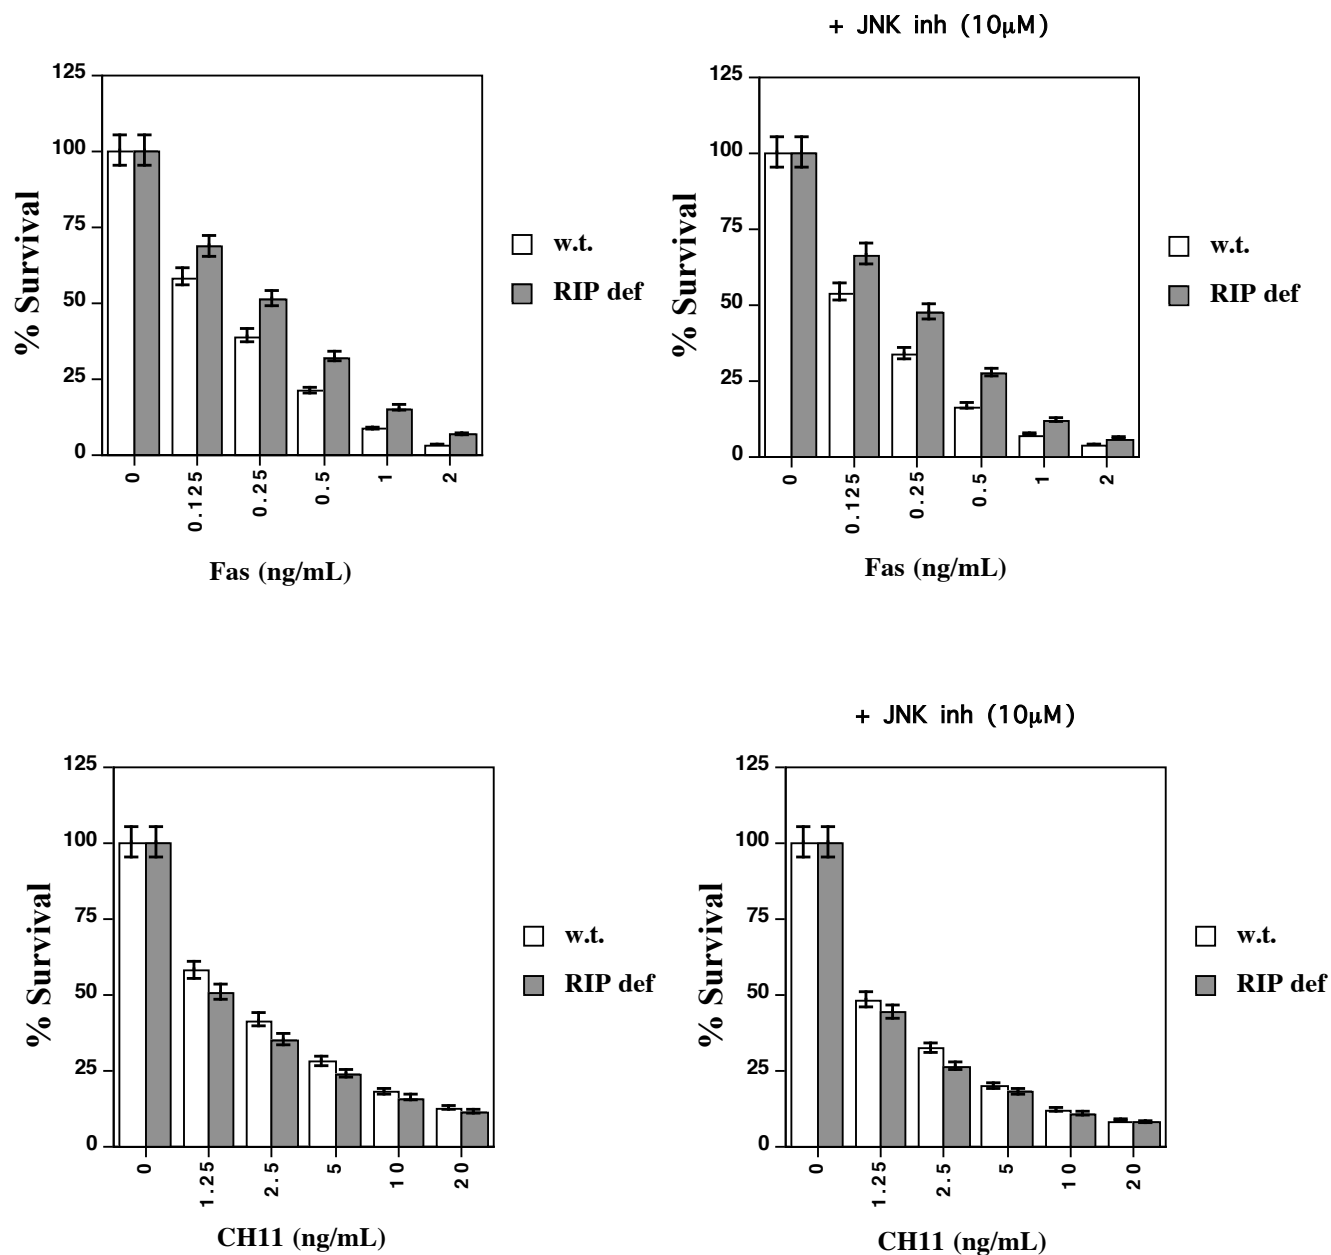 + JNK inh (10μM)
125
100
75
50
25
0
% Survival
0
0.125
0.25
0.5
1
2
Fas (ng/mL)
w.t.
RIP def
125
100
75
50
25
0
% Survival
0
0.125
0.25
0.5
1
2
Fas (ng/mL)
w.t.
RIP def
125
100
75
50
25
0
% Survival
0
1.25
2.5
5
10
20
CH11 (ng/mL)
w.t.
RIP def
+ JNK inh (10μM)
125
100
75
50
25
0
% Survival
0
1.25
2.5
5
10
20
CH11 (ng/mL)
w.t.
RIP def